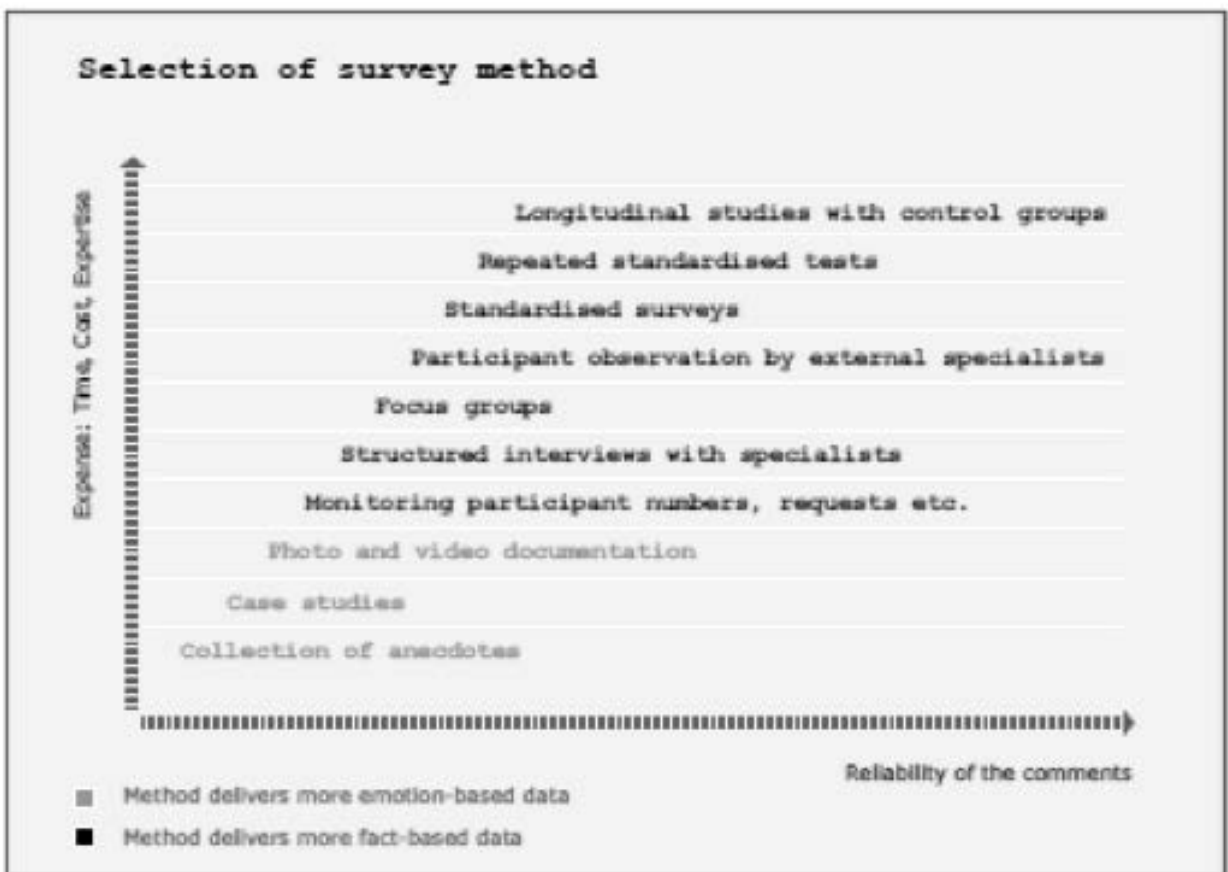 Selection of survey method
Expense: Time, Cost, Expertise
Longitudinal studies with control groups
Repeated standardised tests
Standardised surveys
Participant observation by external specialists
Focus groups
Structured interviews with specialists
Monitoring participant numbers, requests etc.
Photo and video documentation
Case studies
Collection of anecdotes
Reliability of the comments
Method delivers more emotion-based data
Method delivers more fact-based data